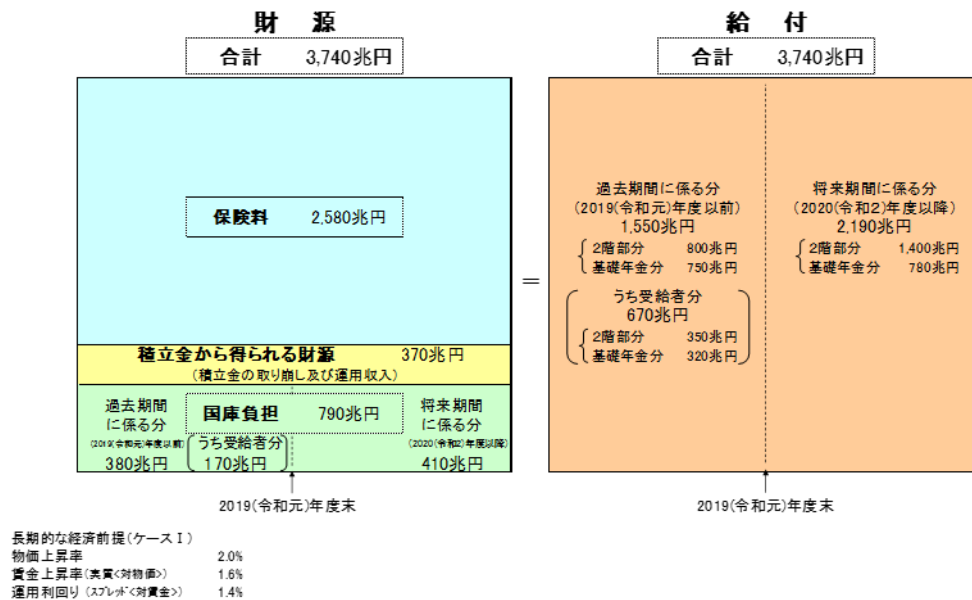 財　源
合計　3,740兆円
保険料　2,580兆円
積立金から得られる財源　370兆円
(積立金の取り崩し及び運用収入)
国庫負担　790兆円
過去期間
に係る分
(2019(令和元)年度以前)
380兆円
うち受給者分
170兆円
将来期間
に係る分
(2020(令和2)年度以降)
410兆円
2019(令和元)年度末
＝
給　付
合計　3,740兆円
過去期間に係る分
(2019(令和元)年度以前)
1,550兆円
2階部分　800兆円
基礎年金分　750兆円
うち受給者分
670兆円
2階部分　350兆円
基礎年金分　320兆円
将来期間に係る分
(2020(令和2)年度以降)
2,190兆円
2階部分　1,400兆円
基礎年金分　780兆円
2019(令和元)年度末
長期的な経済前提(ケースⅠ)
物価上昇率　2.0%
賃金上昇率(実質<対物価>)　1.6%
運用利回り(スプレッド<対賃金>)　1.4%